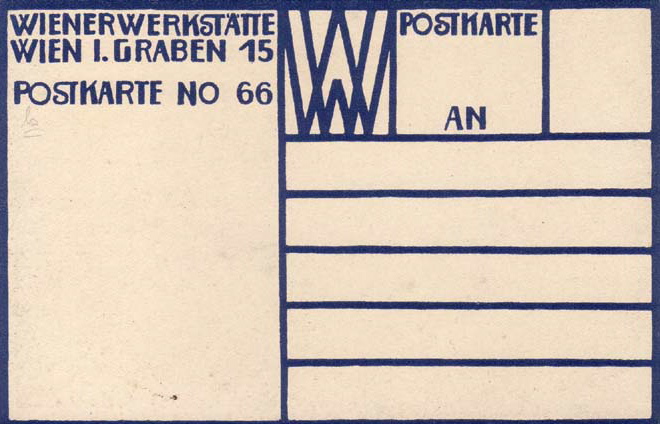 WIENERWERKSTÄTTE
WIEN I. GRABEN 15
POSTKARTE NO 66
WW
POSTKARTE
AN